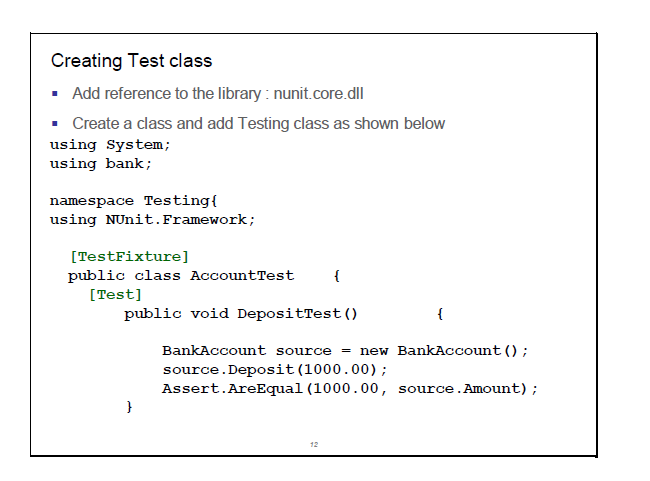 Creating Test class
▪ Add reference to the library : nunit.core.dll
▪ Create a class and add Testing class as shown below
using System;
using bank;
namespace Testing{
using NUnit.Framework;
[TestFixture]
public class AccountTest    {
[Test]
public void DepositTest()        {
BankAccount source = new BankAccount();
source.Deposit(1000.00);
Assert.AreEqual(1000.00, source.Amount);
}
12